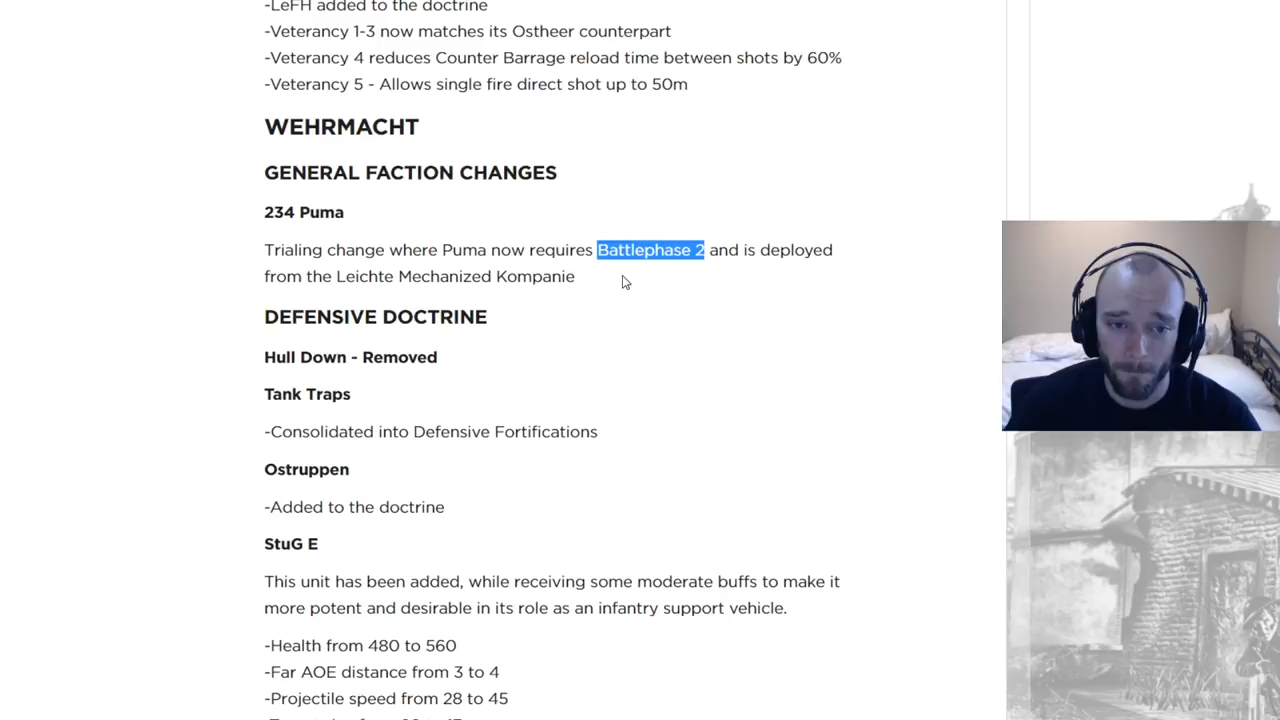 -LeFH added to the doctrine
-Veterancy 1-3 now matches its Ostheer counterpart
-Veterancy 4 reduces Counter Barrage reload time between shots by 60%
-Veterancy 5 - Allows single fire direct shot up to 50m
WEHRMACHT
GENERAL FACTION CHANGES
234 Puma
Trialing change where Puma now requires Battlephase 2 and is deployed
from the Leichte Mechanized Kompanie
DEFENSIVE DOCTRINE
Hull Down - Removed
Tank Traps
-Consolidated into Defensive Fortifications
Ostruppen
-Added to the doctrine
StuG E
This unit has been added, while receiving some moderate buffs to make it
more potent and desirable in its role as an infantry support vehicle.
-Health from 480 to 560
-Far AOE distance from 3 to 4
-Projectile speed from 28 to 45